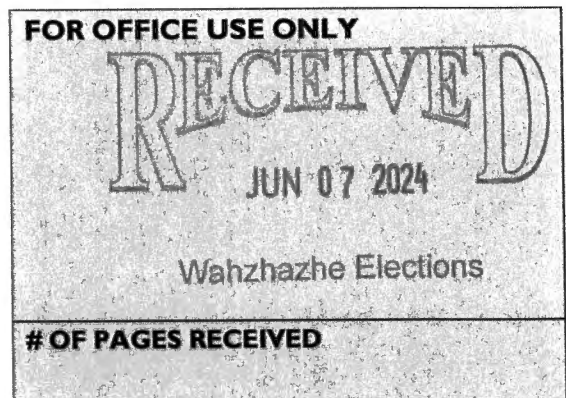 FOR OFFICE USE ONLY
RECEIVED
JUN 07 2024
Wahzhazhe Elections
# OF PAGES RECEIVED